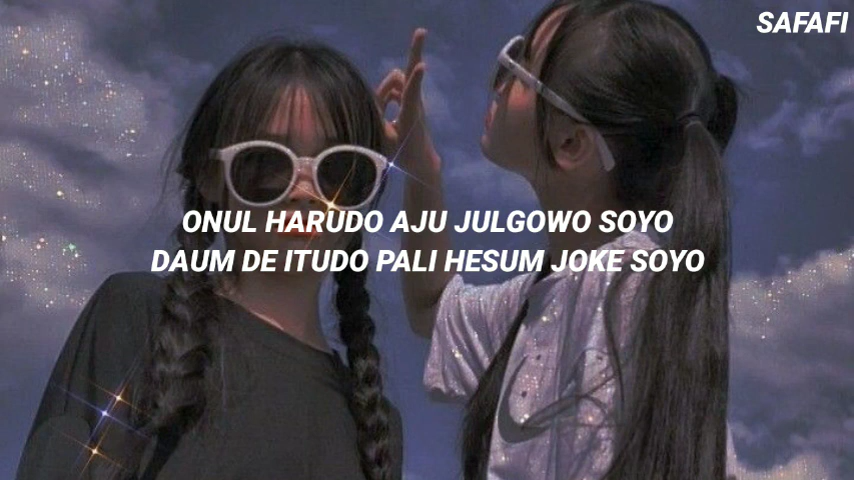 SAFAFI
ONUL HARUDO AJU JULGOWO SOYO
DAUM DE ITUDO PALI HESUM JOKE SOYO